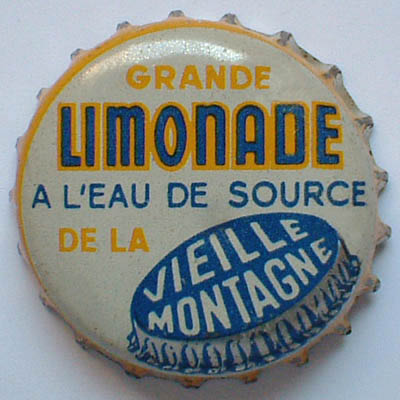 GRANDE
LIMONADE
A L'EAU DE SOURCE
DE LA
VIEILLE
MONTAGNE